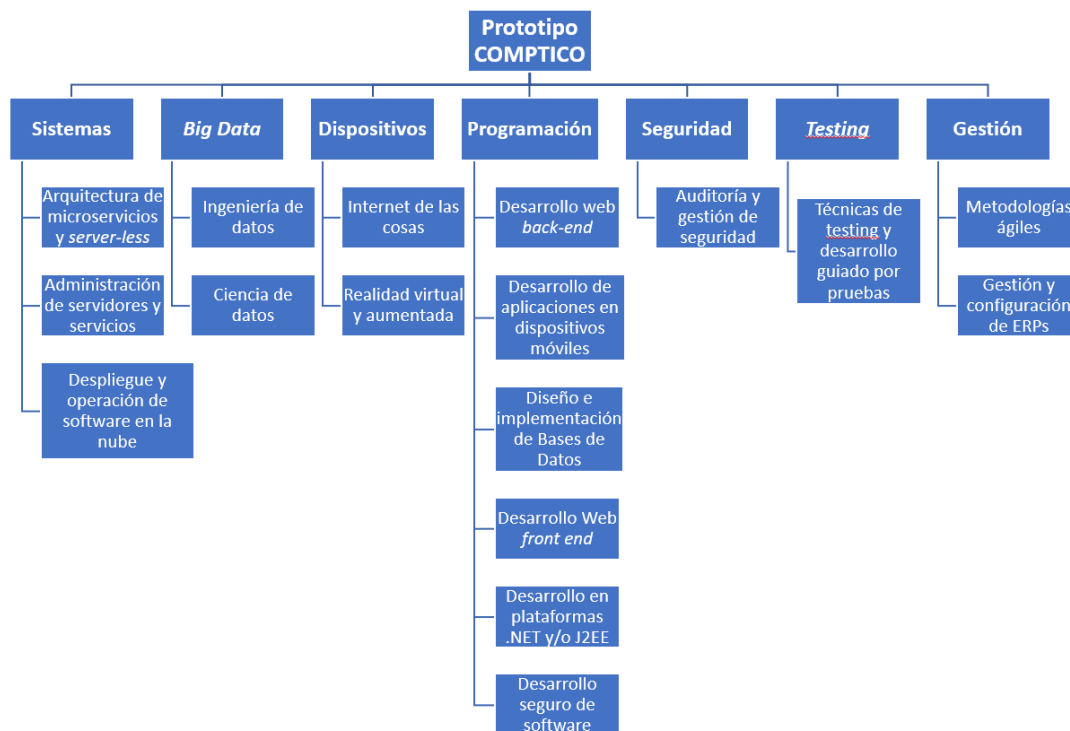 Prototipo
COMPTICO
Sistemas
Big Data
Dispositivos
Programación
Seguridad
Testing
Gestión
Arquitectura de
microservicios
y server-less
Administración
de servidores y
servicios
Despliegue y
operación de
software en la
nube
Ingeniería de
datos
Ciencia de
datos
Internet de las
cosas
Realidad virtual
y aumentada
Desarrollo web
back-end
Desarrollo de
aplicaciones en
dispositivos
móviles
Diseño e
implementación
de Bases de
Datos
Desarrollo Web
front end
Desarrollo en
plataformas
.NET y/o J2EE
Desarrollo
seguro de
software
Auditoría y
gestión de
seguridad
Técnicas de
testing y
desarrollo
guiado por
pruebas
Metodologías
ágiles
Gestión y
configuración
de ERPs